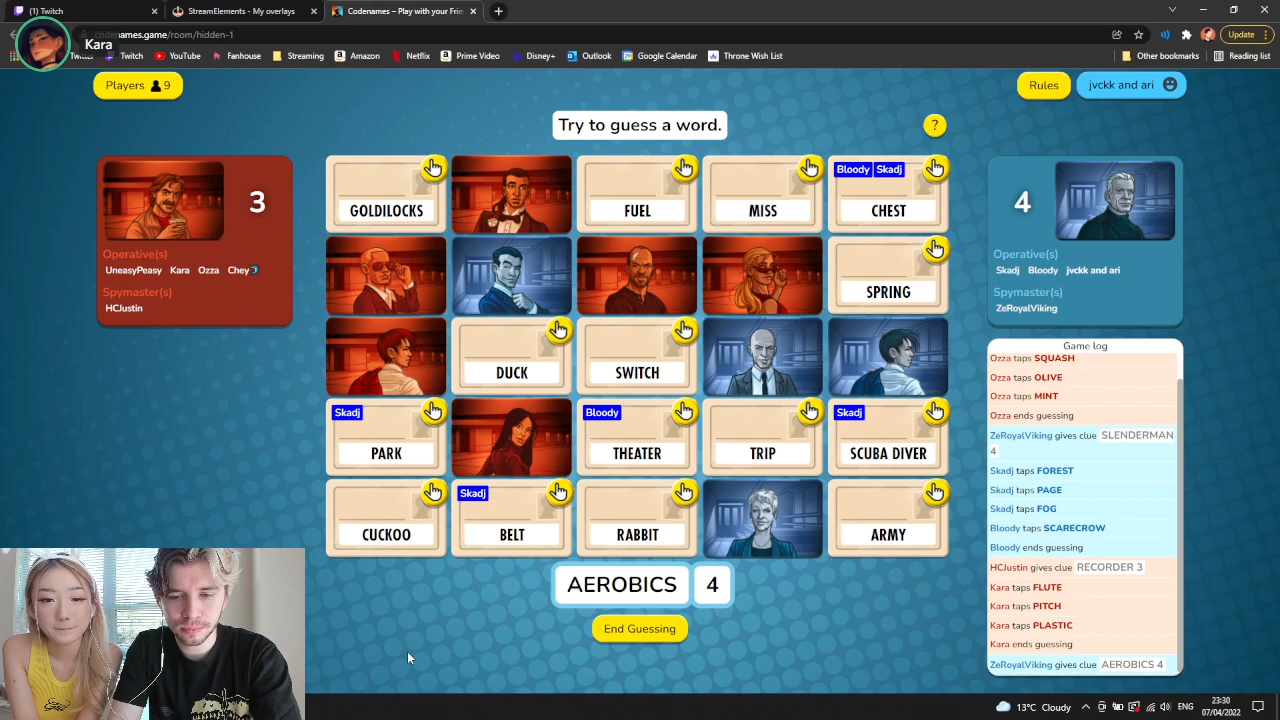 (1) Twitch
StreamElements - My overlays
Codenames – Play with your Frie
codenames.game/room/hidden-1
Update
Kara
Twitch
YouTube
Fanhouse
Streaming
Amazon
Netflix
Prime Video
Disney+
Outlook
Google Calendar
Throne Wish List
Other bookmarks
Reading list
Players 9
Rules
jvckk and ari
Try to guess a word.
?
3
Operative(s)
UneasyPeasy Kara Ozza Chey
Spymaster(s)
HCJustin
GOLDILOCKS
FUEL
MISS
Bloody Skadj
CHEST
SPRING
DUCK
SWITCH
Skadj
PARK
Bloody
THEATER
TRIP
Skadj
SCUBA DIVER
CUCKOO
Skadj
BELT
RABBIT
ARMY
AEROBICS 4
End Guessing
4
Operative(s)
Skadj Bloody jvckk and ari
Spymaster(s)
ZeRoyalViking
Game log
Ozza taps SQUASH
Ozza taps OLIVE
Ozza taps MINT
Ozza ends guessing
ZeRoyalViking gives clue SLENDERMAN
4
Skadj taps FOREST
Skadj taps PAGE
Skadj taps FOG
Bloody taps SCARECROW
Bloody ends guessing
HCJustin gives clue RECORDER 3
Kara taps FLUTE
Kara taps PITCH
Kara taps PLASTIC
Kara ends guessing
ZeRoyalViking gives clue AEROBICS 4
13°C Cloudy
ENG
23:30
07/04/2022